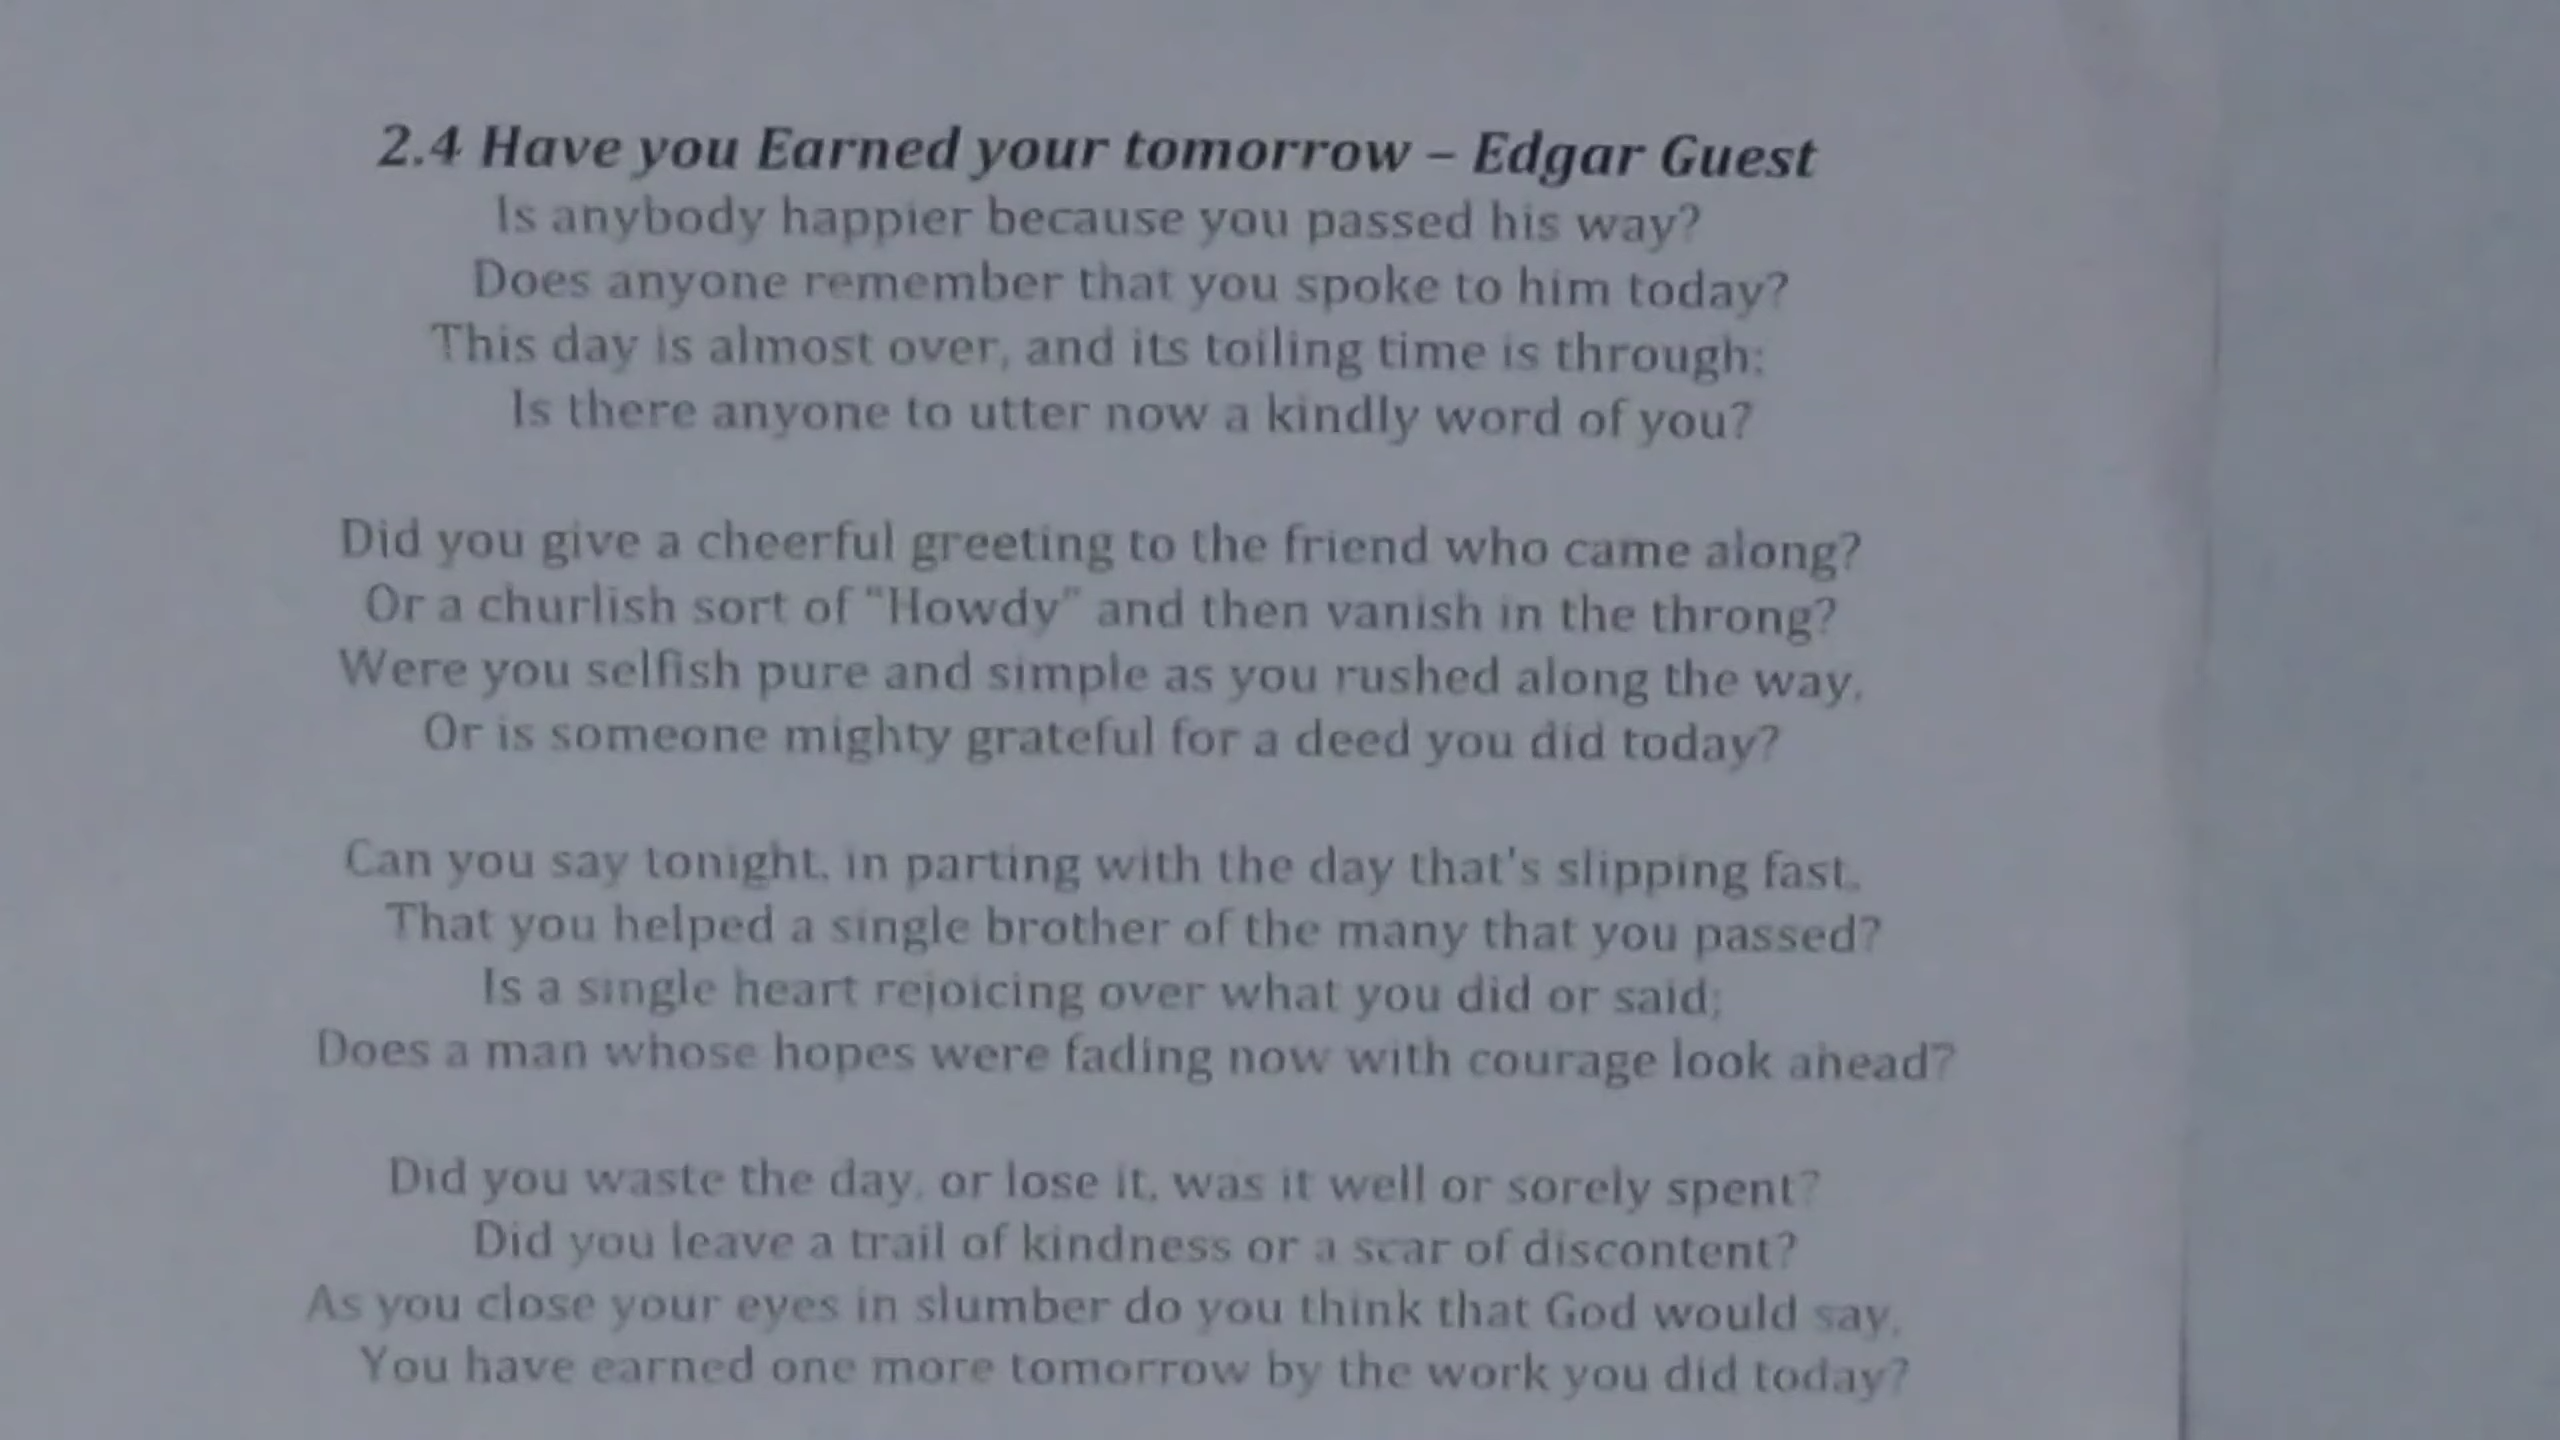 2.4 Have you Earned your tomorrow – Edgar Guest
Is anybody happier because you passed his way?
Does anyone remember that you spoke to him today?
This day is almost over, and its toiling time is through;
Is there anyone to utter now a kindly word of you?
Did you give a cheerful greeting to the friend who came along?
Or a churlish sort of "Howdy" and then vanish in the throng?
Were you selfish pure and simple as you rushed along the way,
Or is someone mighty grateful for a deed you did today?
Can you say tonight, in parting with the day that's slipping fast,
That you helped a single brother of the many that you passed?
Is a single heart rejoicing over what you did or said;
Does a man whose hopes were fading now with courage look ahead?
Did you waste the day, or lose it, was it well or sorely spent?
Did you leave a trail of kindness or a scar of discontent?
As you close your eyes in slumber do you think that God would say,
You have earned one more tomorrow by the work you did today?